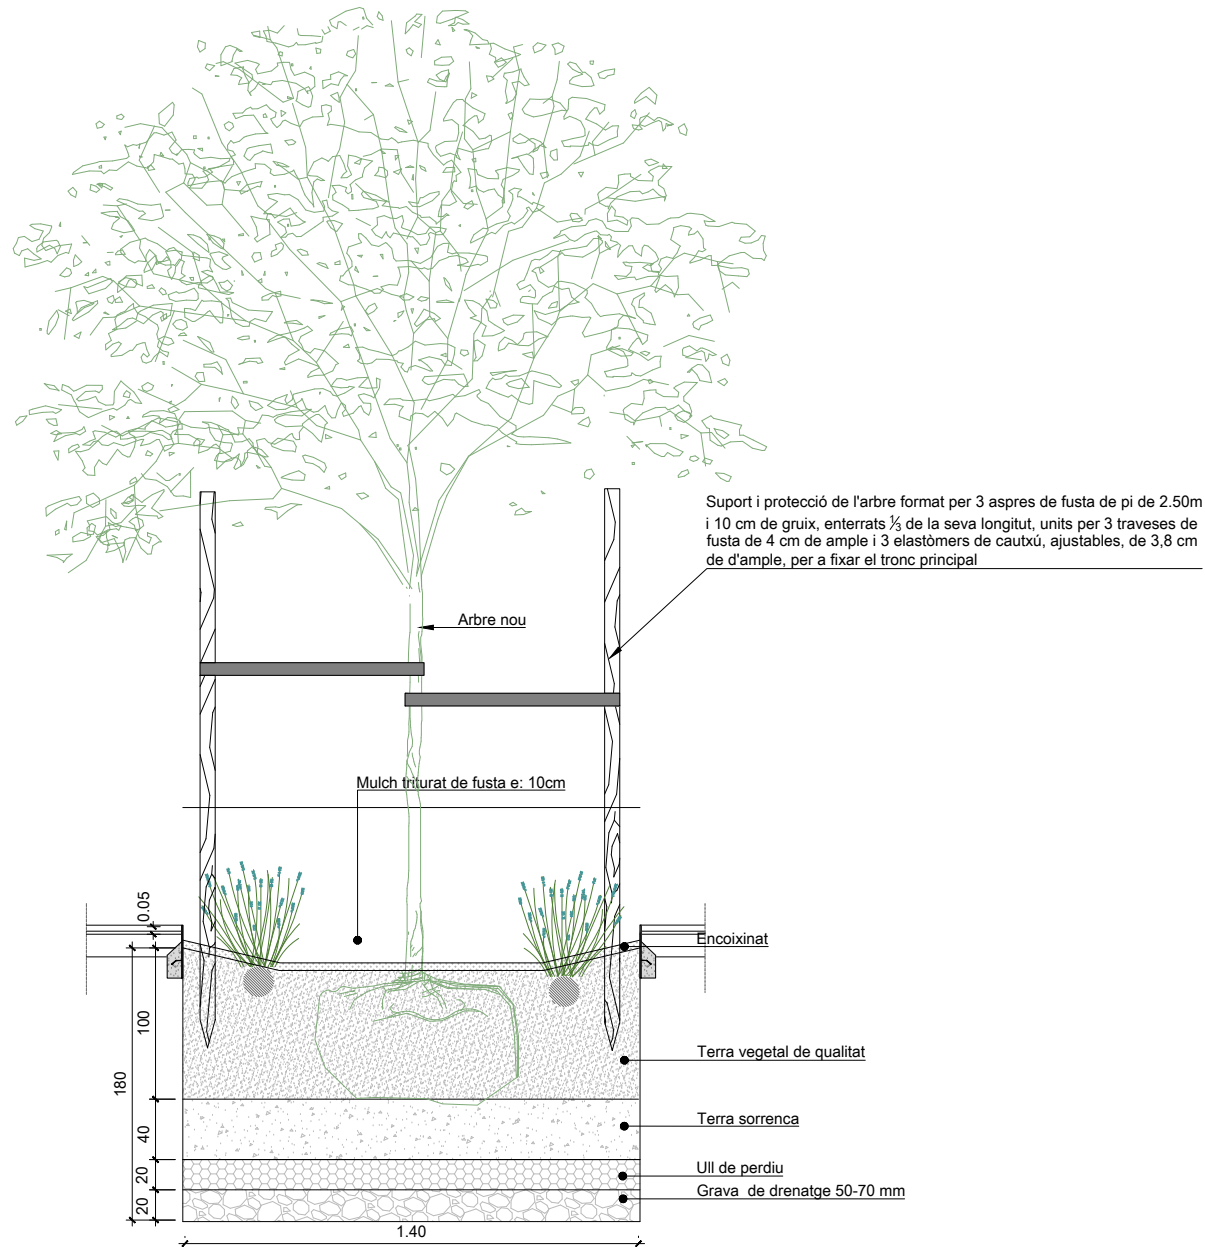 Suport i protecció de l'arbre format per 3 aspres de fusta de pi de 2.50m
i 10 cm de gruix, enterrats ⅓ de la seva longitut, units per 3 traveses de
fusta de 4 cm de ample i 3 elastòmers de cautxú, ajustables, de 3,8 cm
de d'ample, per a fixar el tronc principal
Arbre nou
Mulch triturat de fusta e: 10cm
0.05
Encoixinat
100
Terra vegetal de qualitat
180
Terra sorrenca
40
Ull de perdiu
20
Grava de drenatge 50-70 mm
20
1.40